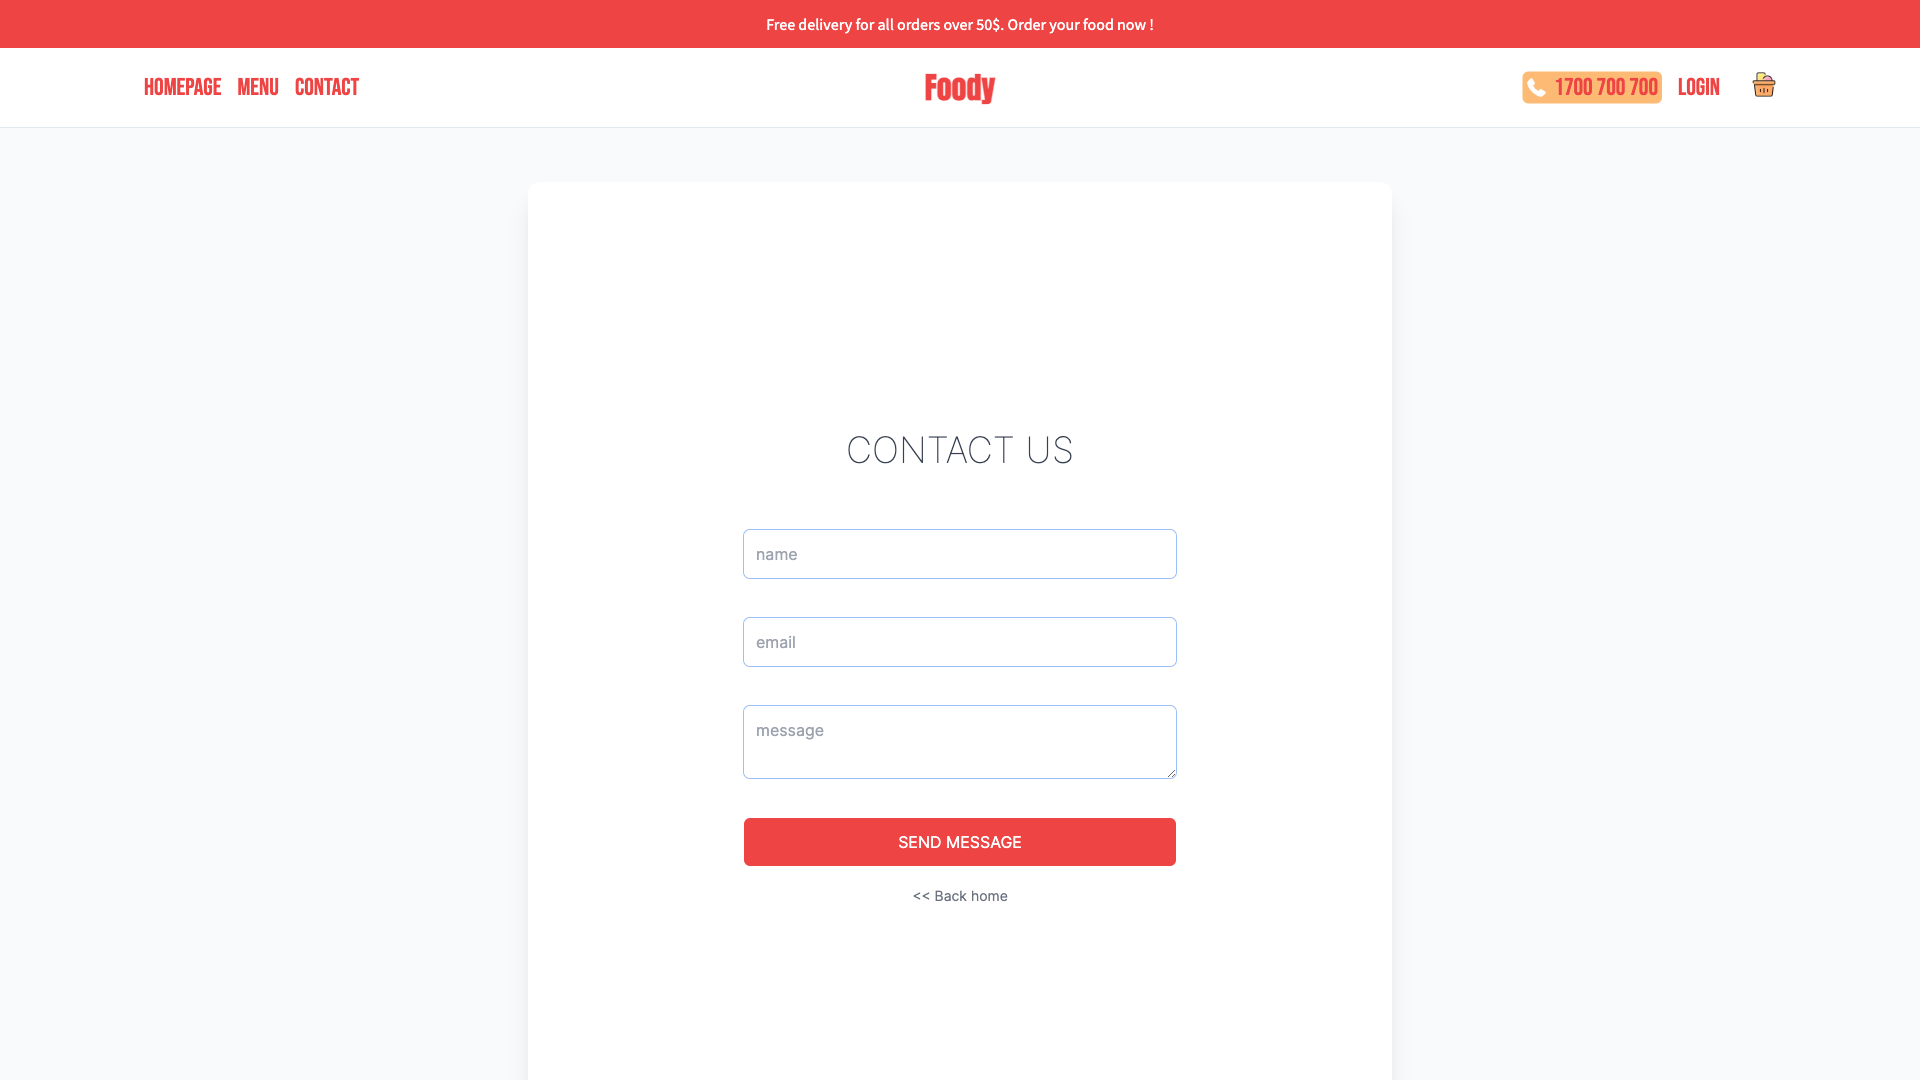 Free delivery for all orders over 50$. Order your food now !
HOMEPAGE MENU CONTACT
Foody
1700 700 700 LOGIN
CONTACT US
name
email
message
SEND MESSAGE
<< Back home